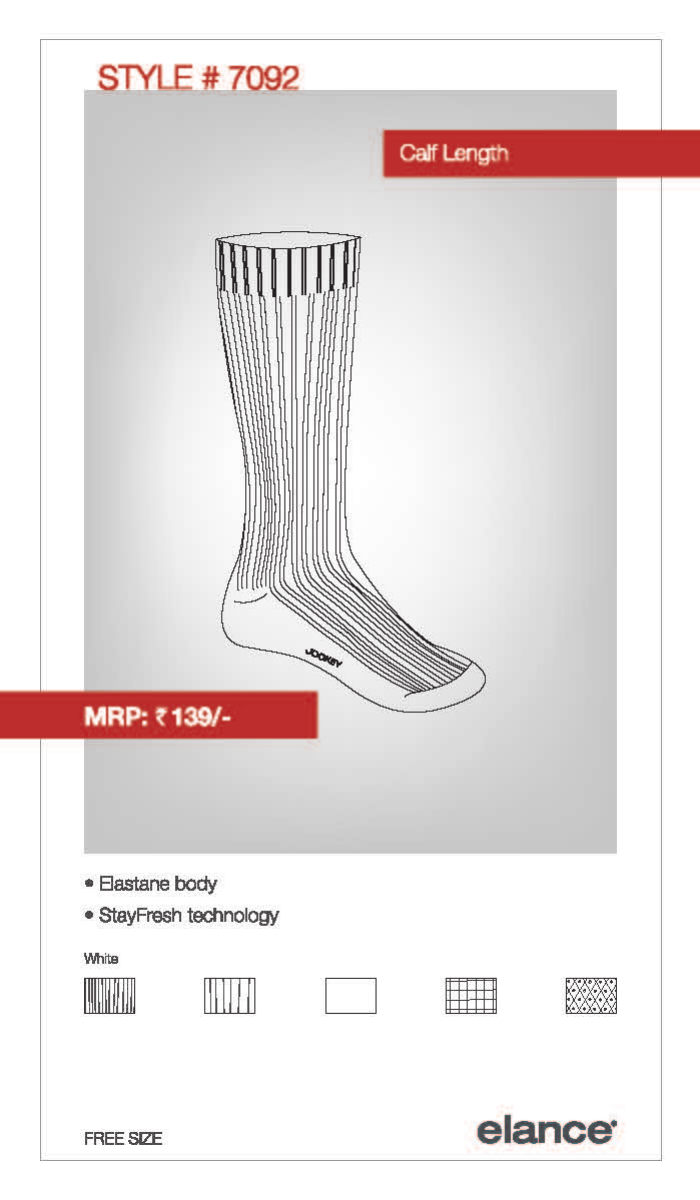 STYLE # 7092
Calf Length
JOCKEY
MRP: ₹ 139/-
• Elastane body
• StayFresh technology
White
FREE SIZE
elance